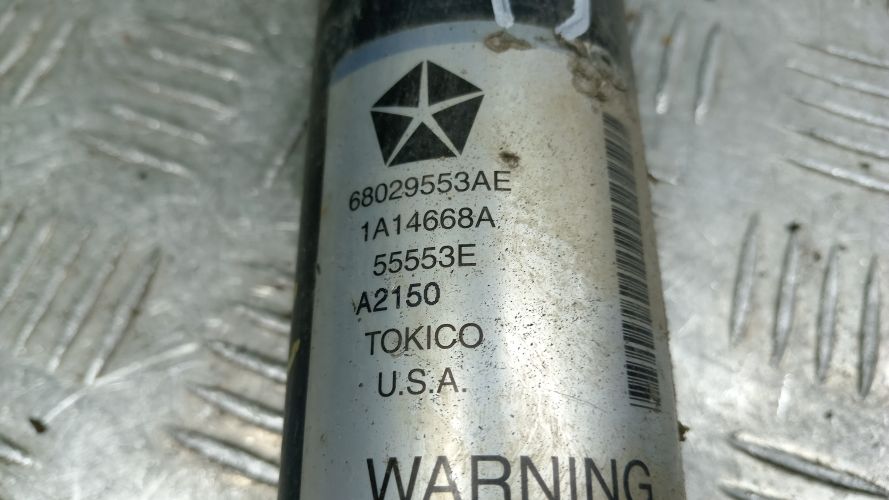 68029553AE
1A14668A
55553E
A2150
TOKICO
U.S.A.
WARNING